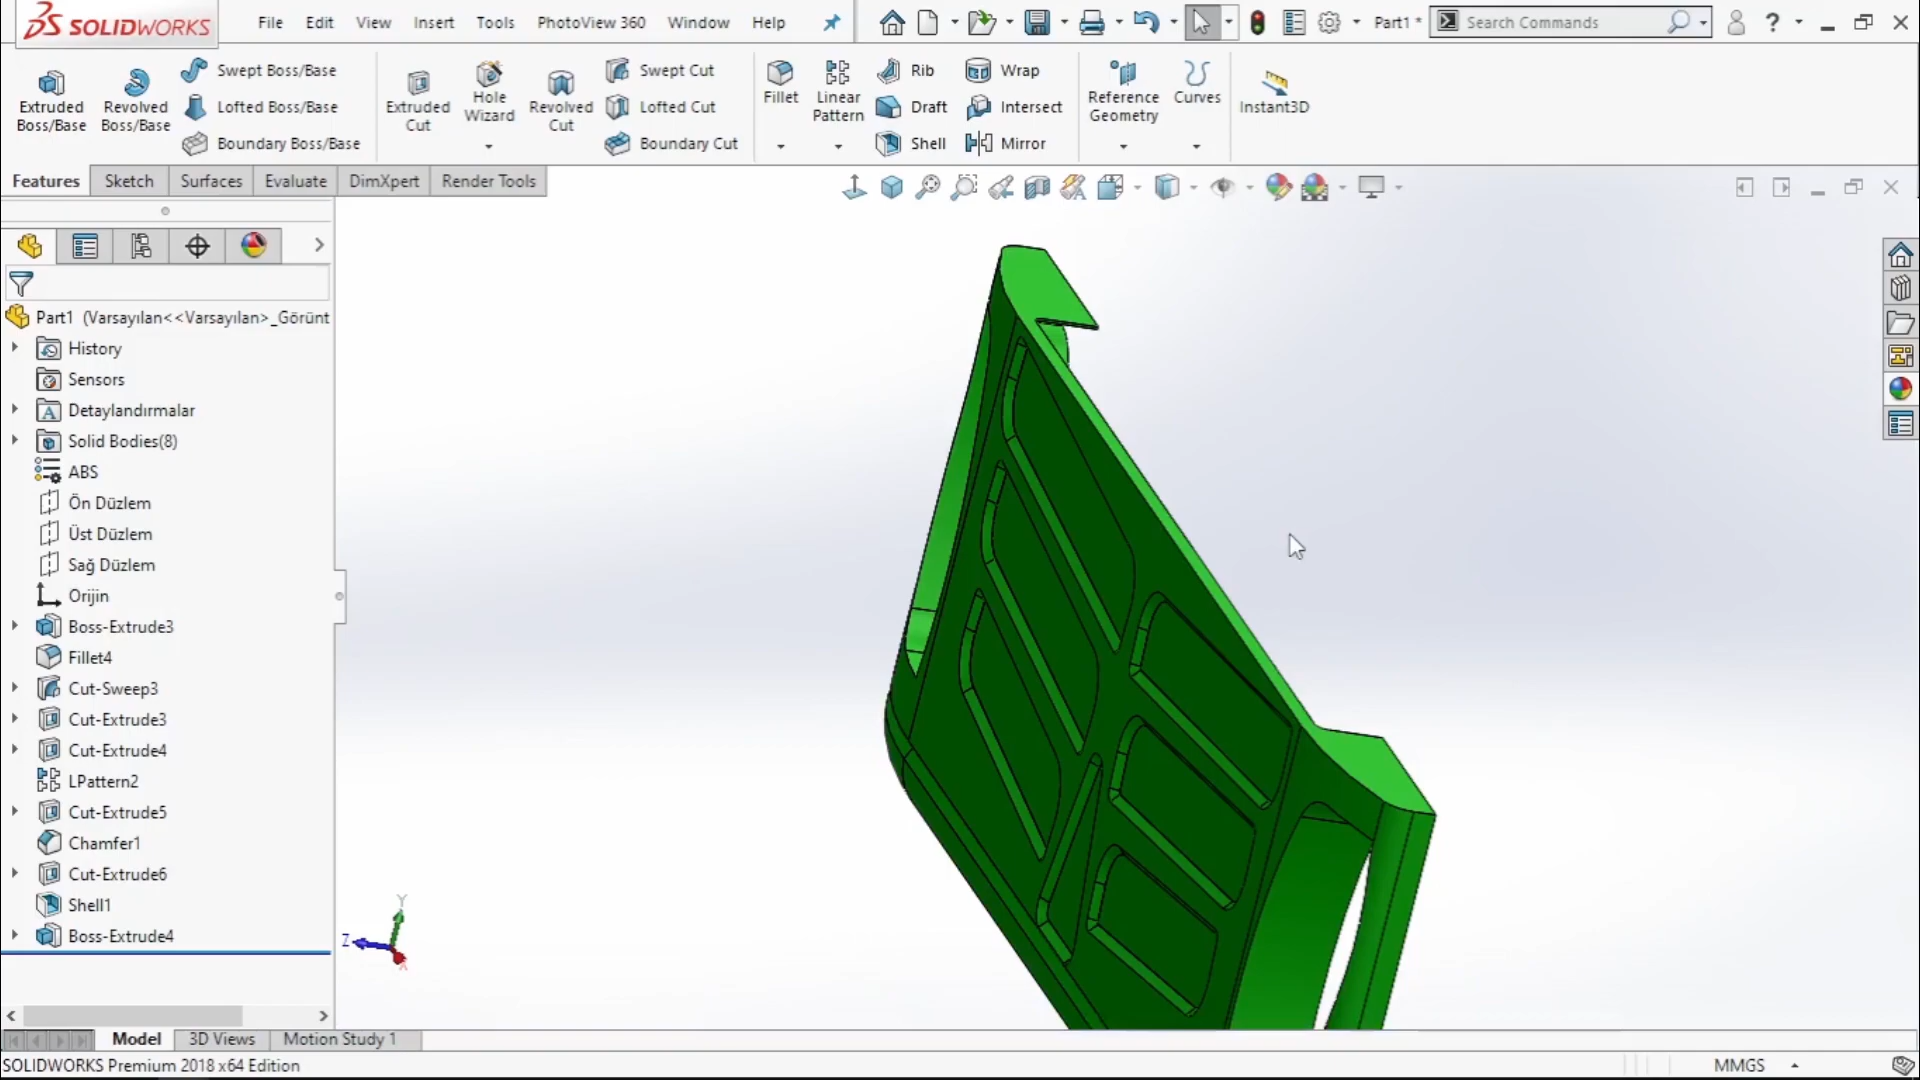 SOLIDWORKS File Edit View Insert Tools PhotoView 360 Window Help Part1 * Search Commands ?
Extruded Boss/Base
Revolved Boss/Base
Swept Boss/Base
Lofted Boss/Base
Boundary Boss/Base
Extruded Cut
Hole Wizard
Revolved Cut
Swept Cut
Lofted Cut
Boundary Cut
Fillet
Linear Pattern
Rib
Draft
Shell
Wrap
Intersect
Mirror
Reference Geometry
Curves
Instant3D
Features Sketch Surfaces Evaluate DimXpert Render Tools
Part1 (Varsayılan<<Varsayılan>_Görünt
History
Sensors
Detaylandırmalar
Solid Bodies(8)
ABS
Ön Düzlem
Üst Düzlem
Sağ Düzlem
Orijin
Boss-Extrude3
Fillet4
Cut-Sweep3
Cut-Extrude3
Cut-Extrude4
LPattern2
Cut-Extrude5
Chamfer1
Cut-Extrude6
Shell1
Boss-Extrude4
Y
Z
X
Model 3D Views Motion Study 1
SOLIDWORKS Premium 2018 x64 Edition MMGS